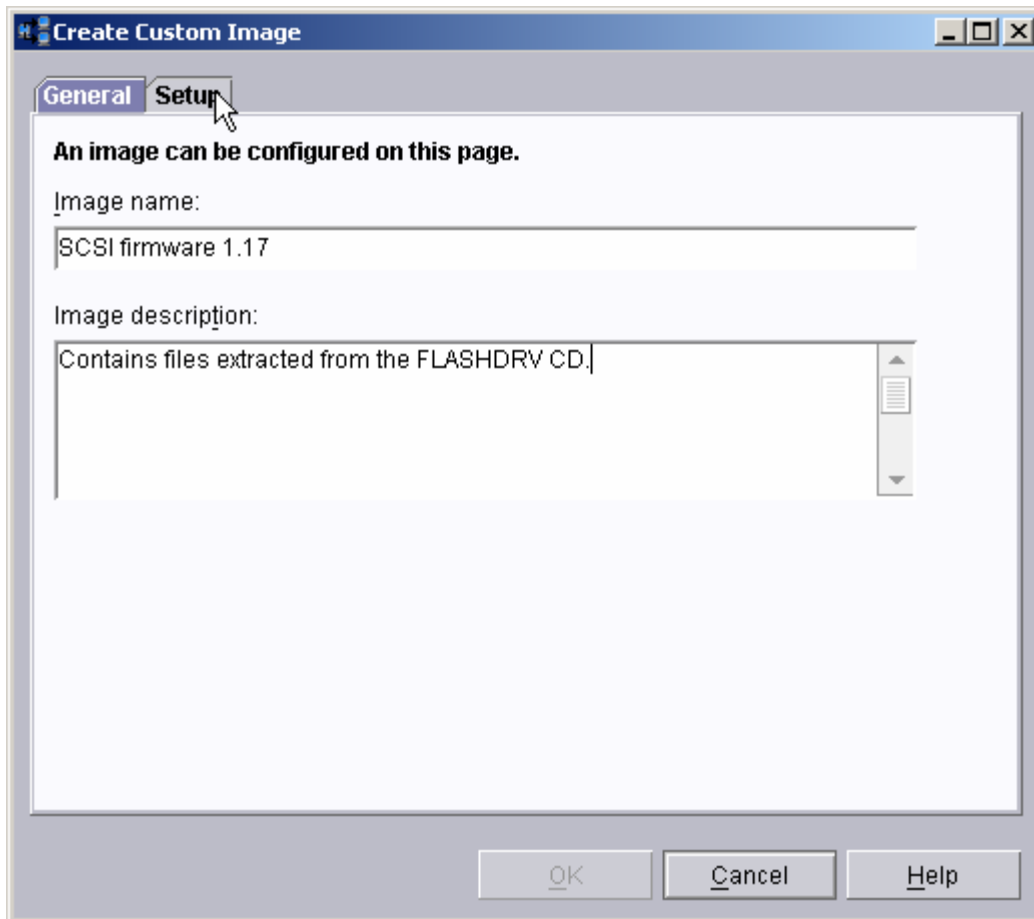 Create Custom Image
General Setup
An image can be configured on this page.
Image name:
SCSI firmware 1.17
Image description:
Contains files extracted from the FLASHDRV CD.
OK Cancel Help